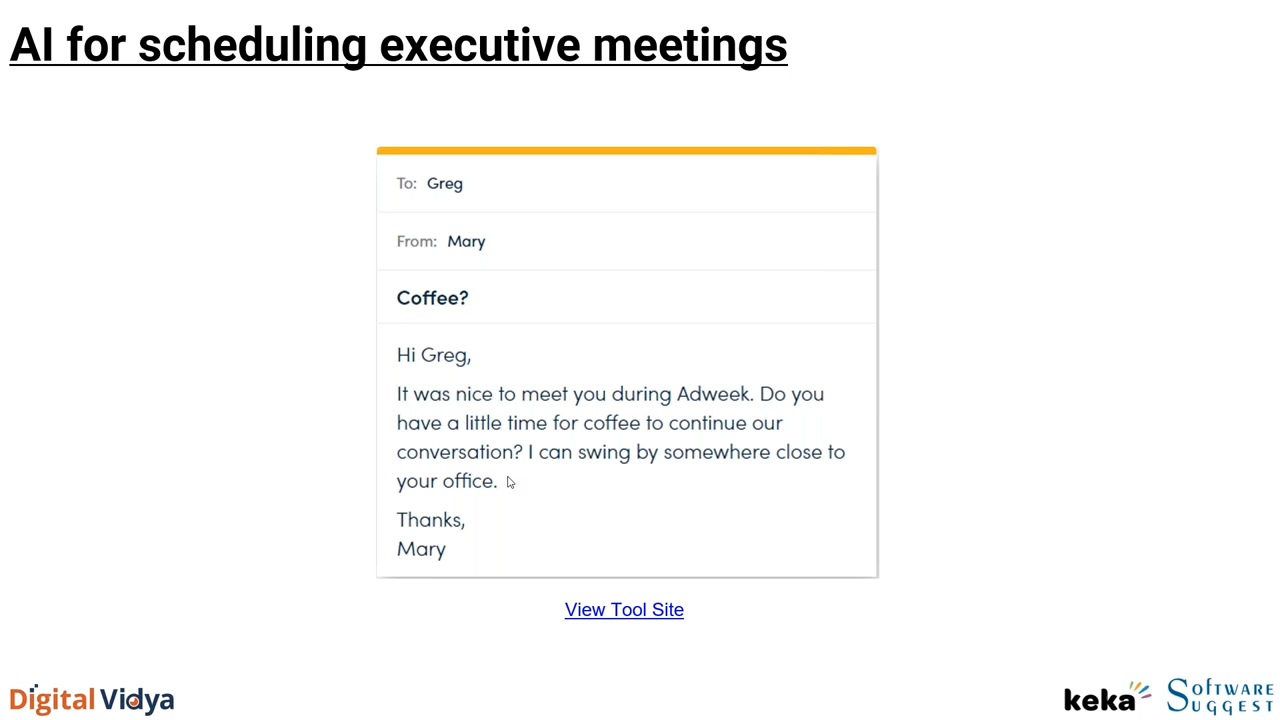 AI for scheduling executive meetings
To: Greg
From: Mary
Coffee?
Hi Greg,
It was nice to meet you during Adweek. Do you
have a little time for coffee to continue our
conversation? I can swing by somewhere close to
your office.
Thanks,
Mary
View Tool Site
Digital Vidya
keka
SOFTWARE
SUGGEST